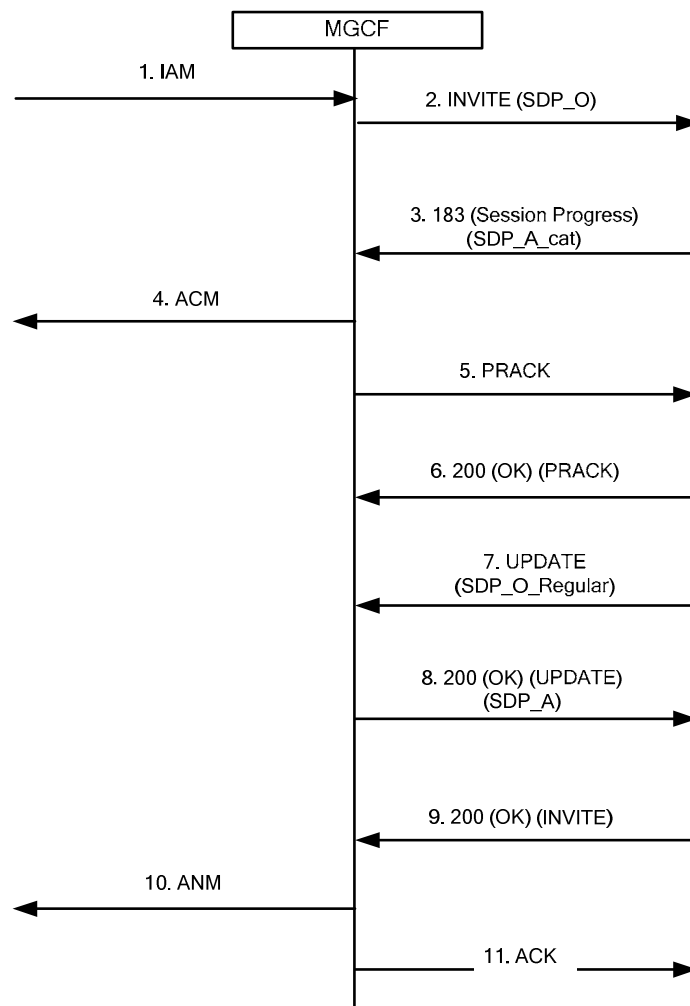 MGCF
1. IAM
2. INVITE (SDP_O)
3. 183 (Session Progress)
(SDP_A_cat)
4. ACM
5. PRACK
6. 200 (OK) (PRACK)
7. UPDATE
(SDP_O_Regular)
8. 200 (OK) (UPDATE)
(SDP_A)
9. 200 (OK) (INVITE)
10. ANM
11. ACK